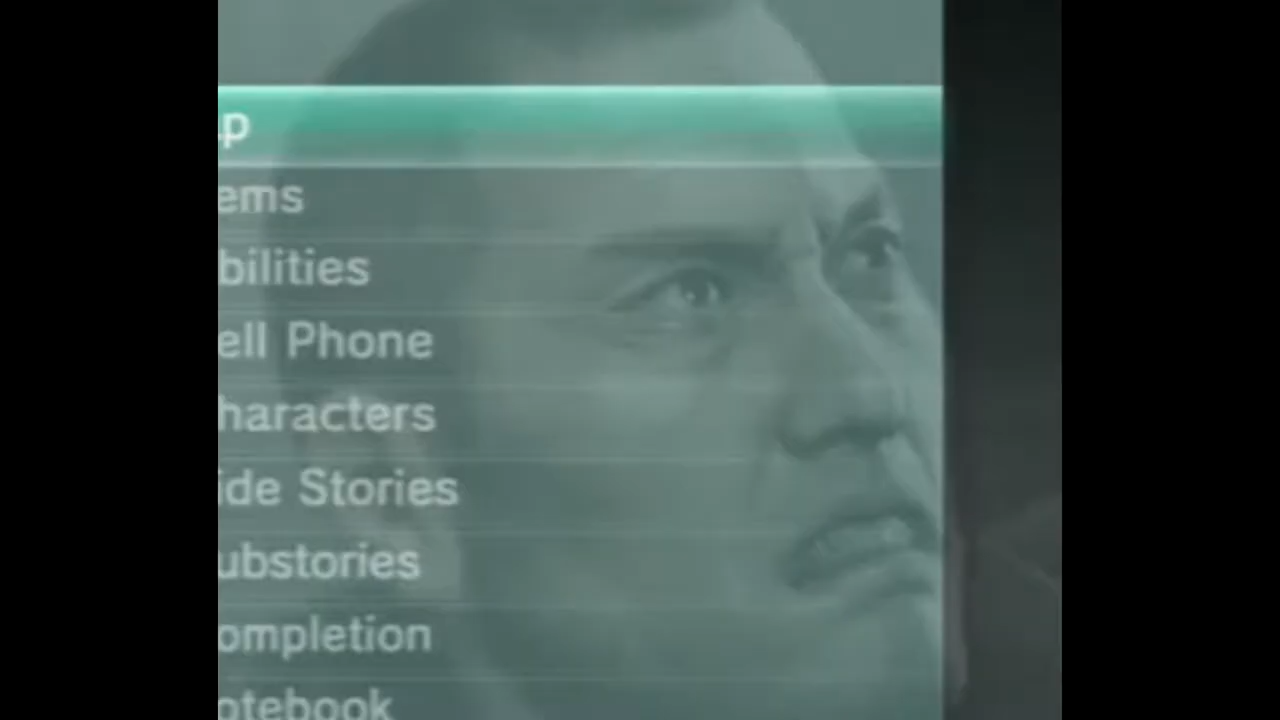 p
ems
bilities
ell Phone
haracters
ide Stories
ubstories
ompletion
otebook